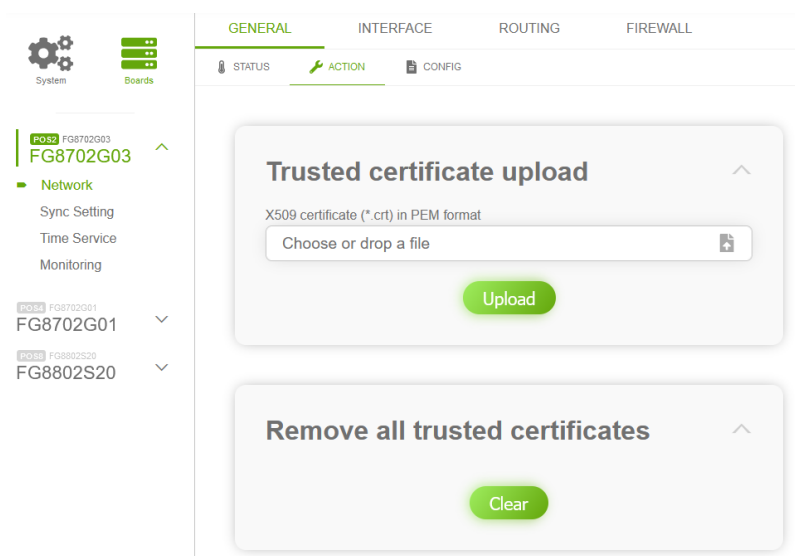 GENERAL INTERFACE ROUTING FIREWALL
STATUS ACTION CONFIG
System Boards
POS2 FG8702G03
FG8702G03
Network
Sync Setting
Time Service
Monitoring
POS4 FG8702G01
FG8702G01
POS8 FG8802S20
FG8802S20
Trusted certificate upload
X509 certificate (*.crt) in PEM format
Choose or drop a file
Upload
Remove all trusted certificates
Clear